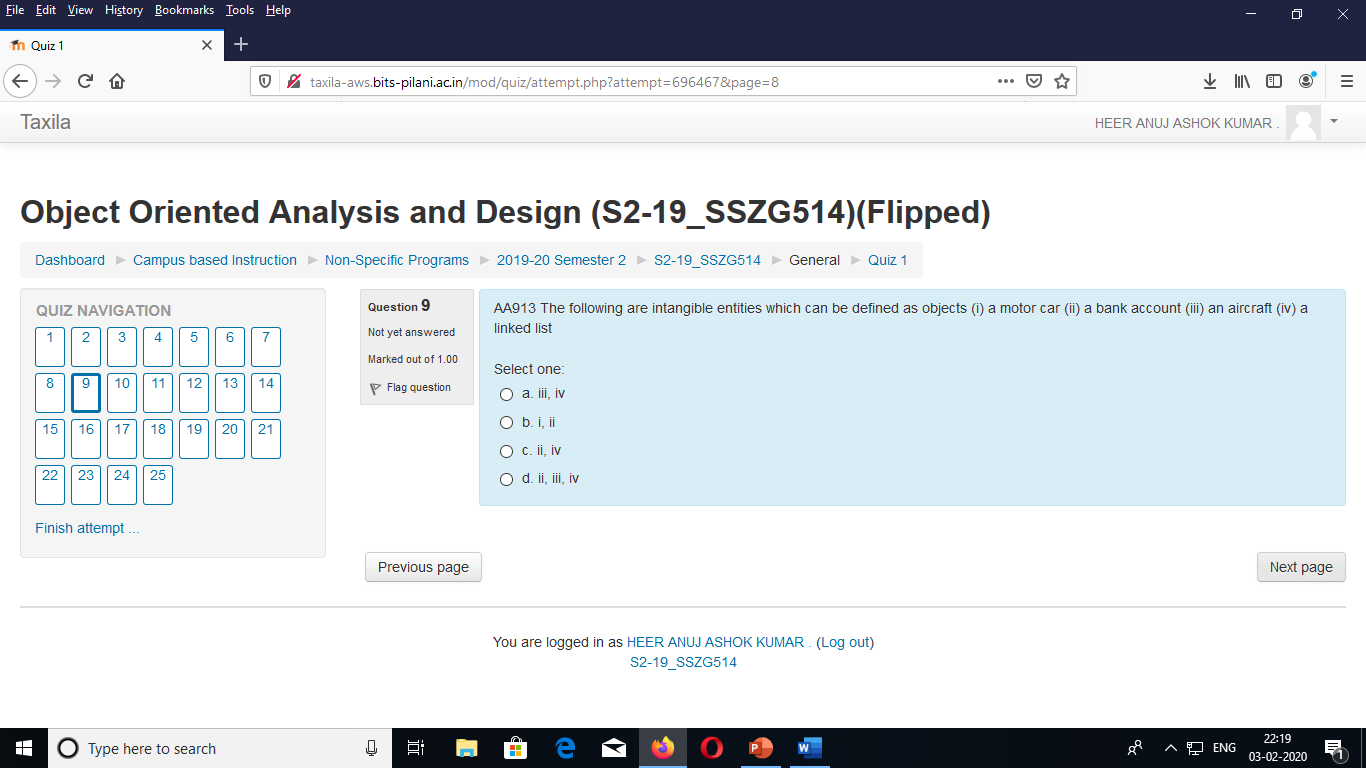 File Edit View History Bookmarks Tools Help
Quiz 1
taxila-aws.bits-pilani.ac.in/mod/quiz/attempt.php?attempt=696467&page=8
Taxila
HEER ANUJ ASHOK KUMAR .
Object Oriented Analysis and Design (S2-19_SSZG514)(Flipped)
Dashboard Campus based Instruction Non-Specific Programs 2019-20 Semester 2 S2-19_SSZG514 General Quiz 1
QUIZ NAVIGATION
1 2 3 4 5 6 7
8 9 10 11 12 13 14
15 16 17 18 19 20 21
22 23 24 25
Finish attempt ...
Question 9
Not yet answered
Marked out of 1.00
Flag question
AA913 The following are intangible entities which can be defined as objects (i) a motor car (ii) a bank account (iii) an aircraft (iv) a
linked list
Select one:
a. iii, iv
b. i, ii
c. ii, iv
d. ii, iii, iv
Previous page
Next page
You are logged in as HEER ANUJ ASHOK KUMAR . (Log out)
S2-19_SSZG514
Type here to search
ENG
22:19
03-02-2020
1